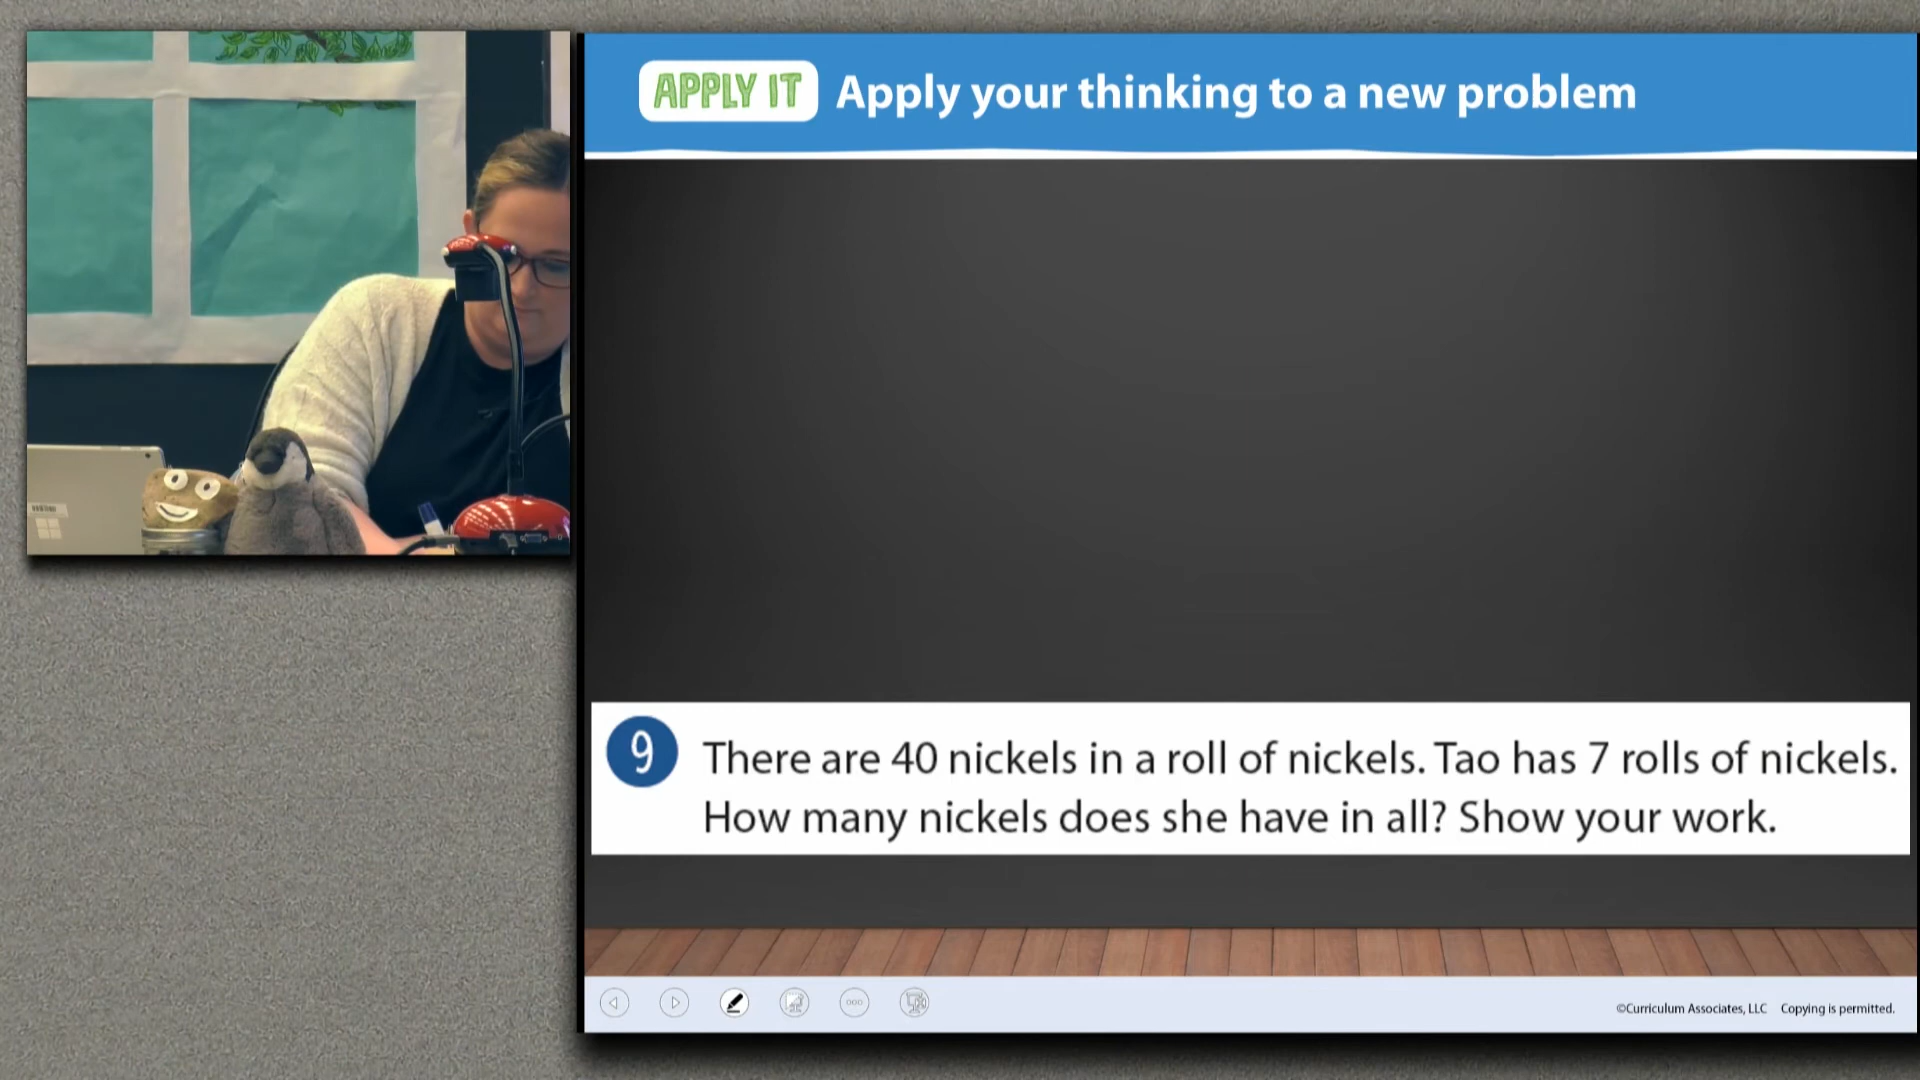 APPLY IT Apply your thinking to a new problem
9 There are 40 nickels in a roll of nickels. Tao has 7 rolls of nickels.
How many nickels does she have in all? Show your work.
©Curriculum Associates, LLC Copying is permitted.